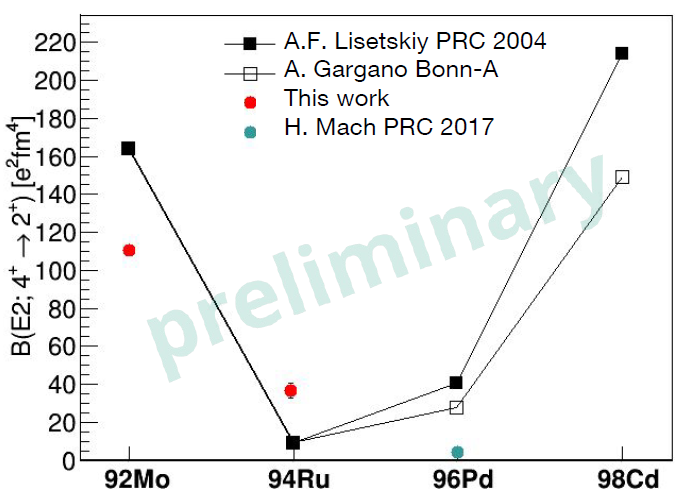 A.F. Lisetskiy PRC 2004
A. Gargano Bonn-A
This work
H. Mach PRC 2017
B(E2; 4⁺ → 2⁺) [e²fm⁴]
220
200
180
160
140
120
100
80
60
40
20
0
preliminary
92Mo
94Ru
96Pd
98Cd